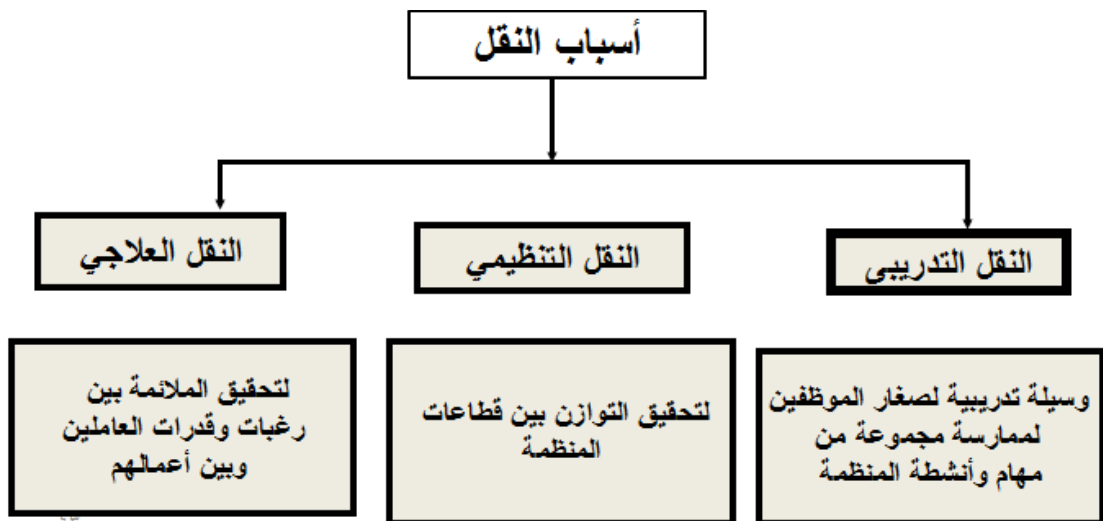 أسباب النقل
النقل التدريبي
النقل التنظيمي
النقل العلاجي
وسيلة تدريبية لصغار الموظفين
لممارسة مجموعة من
مهام وأنشطة المنظمة
لتحقيق التوازن بين قطاعات
المنظمة
لتحقيق الملائمة بين
رغبات وقدرات العاملين
وبين أعمالهم